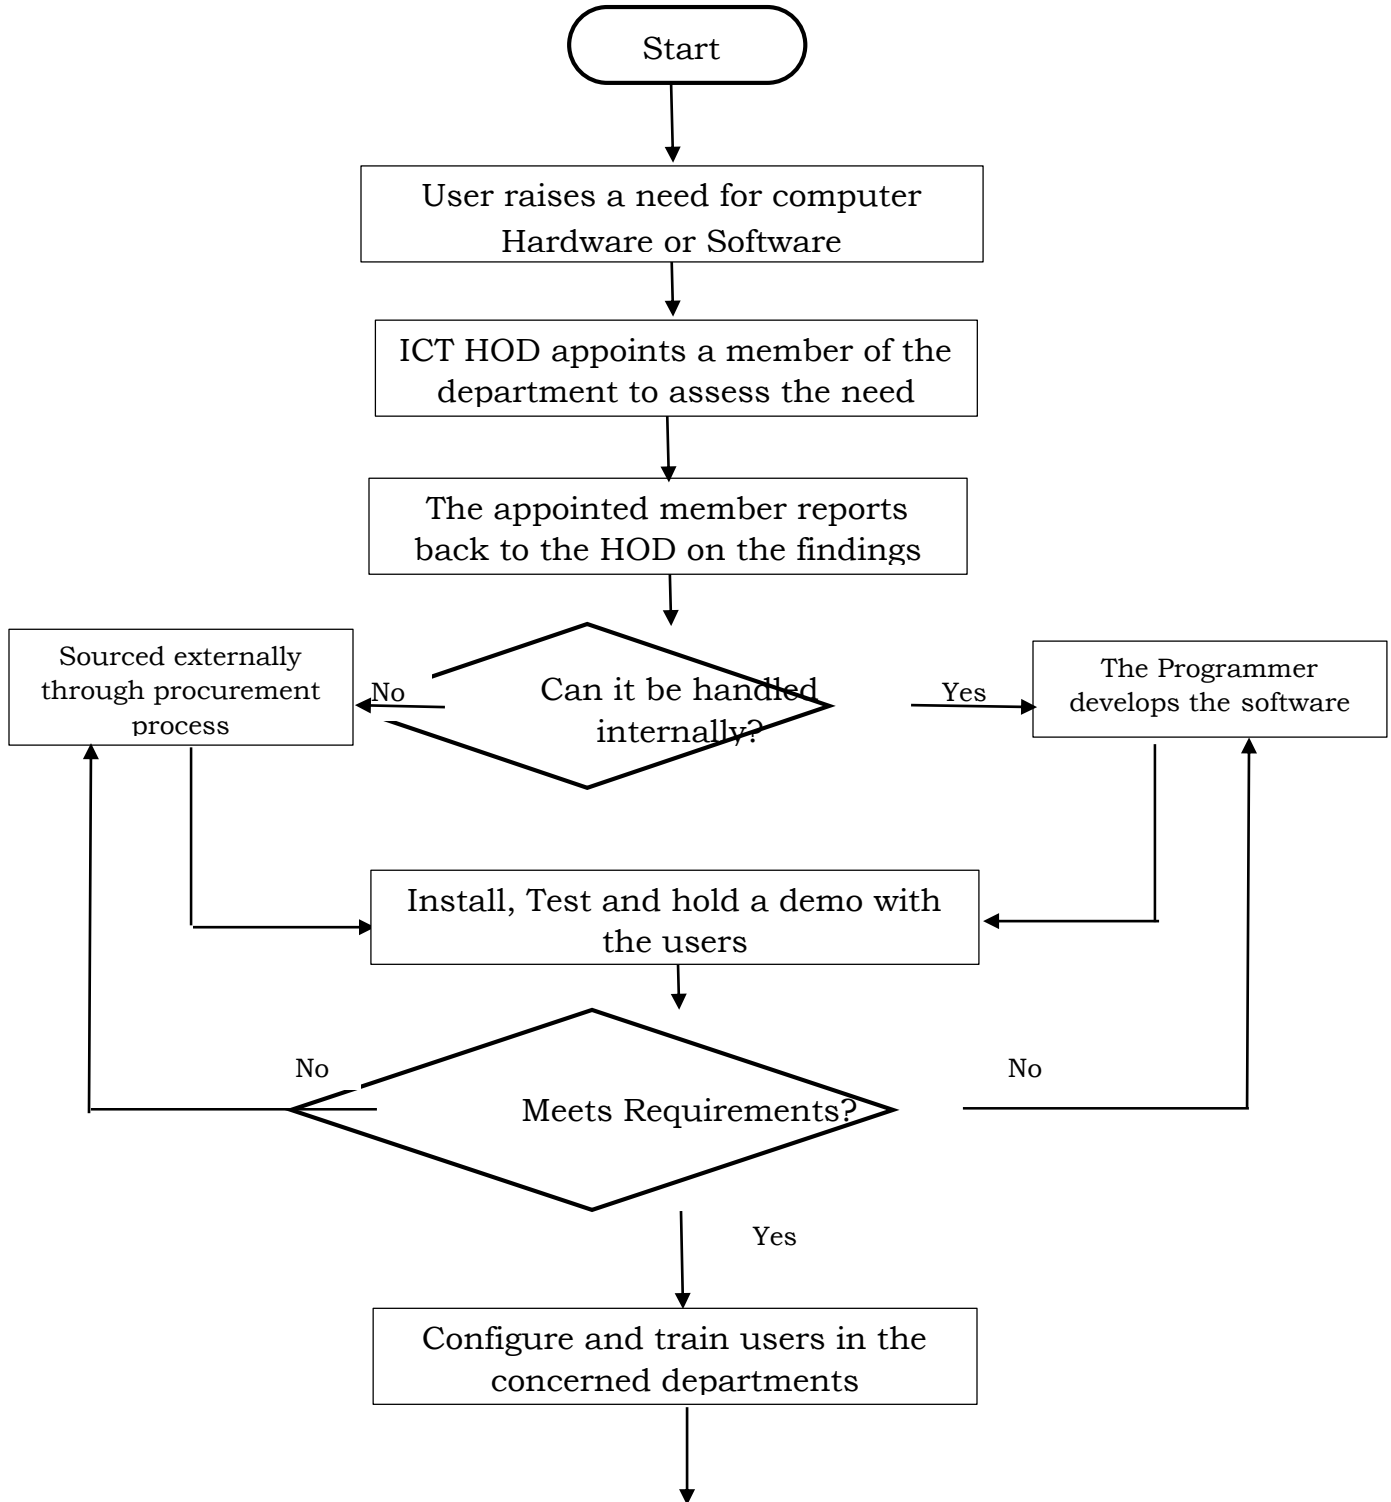 Start
User raises a need for computer
Hardware or Software
ICT HOD appoints a member of the
department to assess the need
The appointed member reports
back to the HOD on the findings
Sourced externally
through procurement
process
No
Can it be handled
internally?
Yes
The Programmer
develops the software
Install, Test and hold a demo with
the users
No
No
Meets Requirements?
Yes
Configure and train users in the
concerned departments